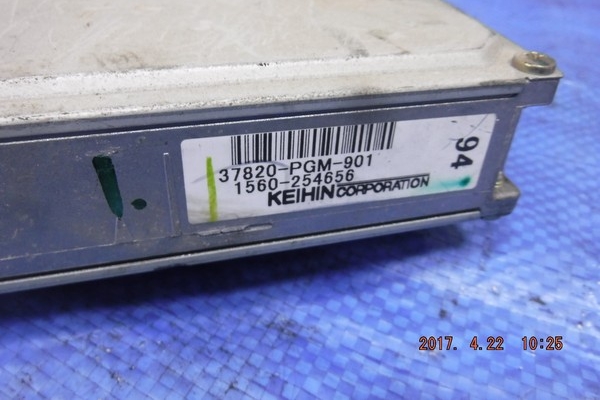 37820-PGM-901
1560-254656
KEIHIN CORPORATION
94
2017. 4.22 10:25